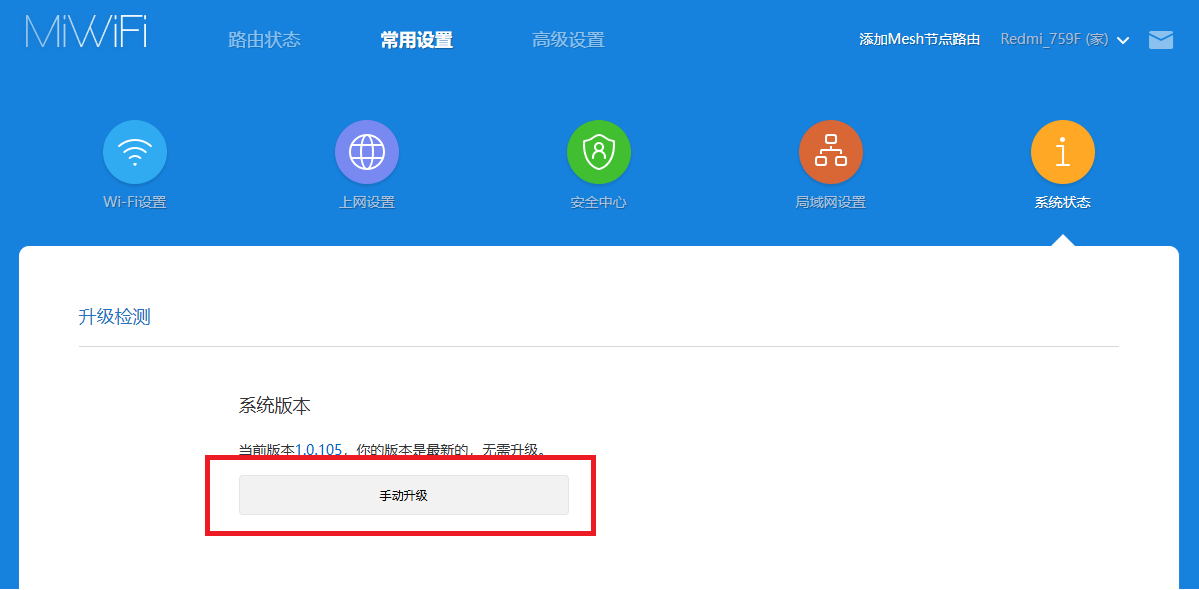 MiWiFi
路由状态 常用设置 高级设置 添加Mesh节点路由 Redmi_759F (家)
Wi-Fi设置 上网设置 安全中心 局域网设置 系统状态
升级检测
系统版本
当前版本1.0.105，你的版本是最新的，无需升级。
手动升级